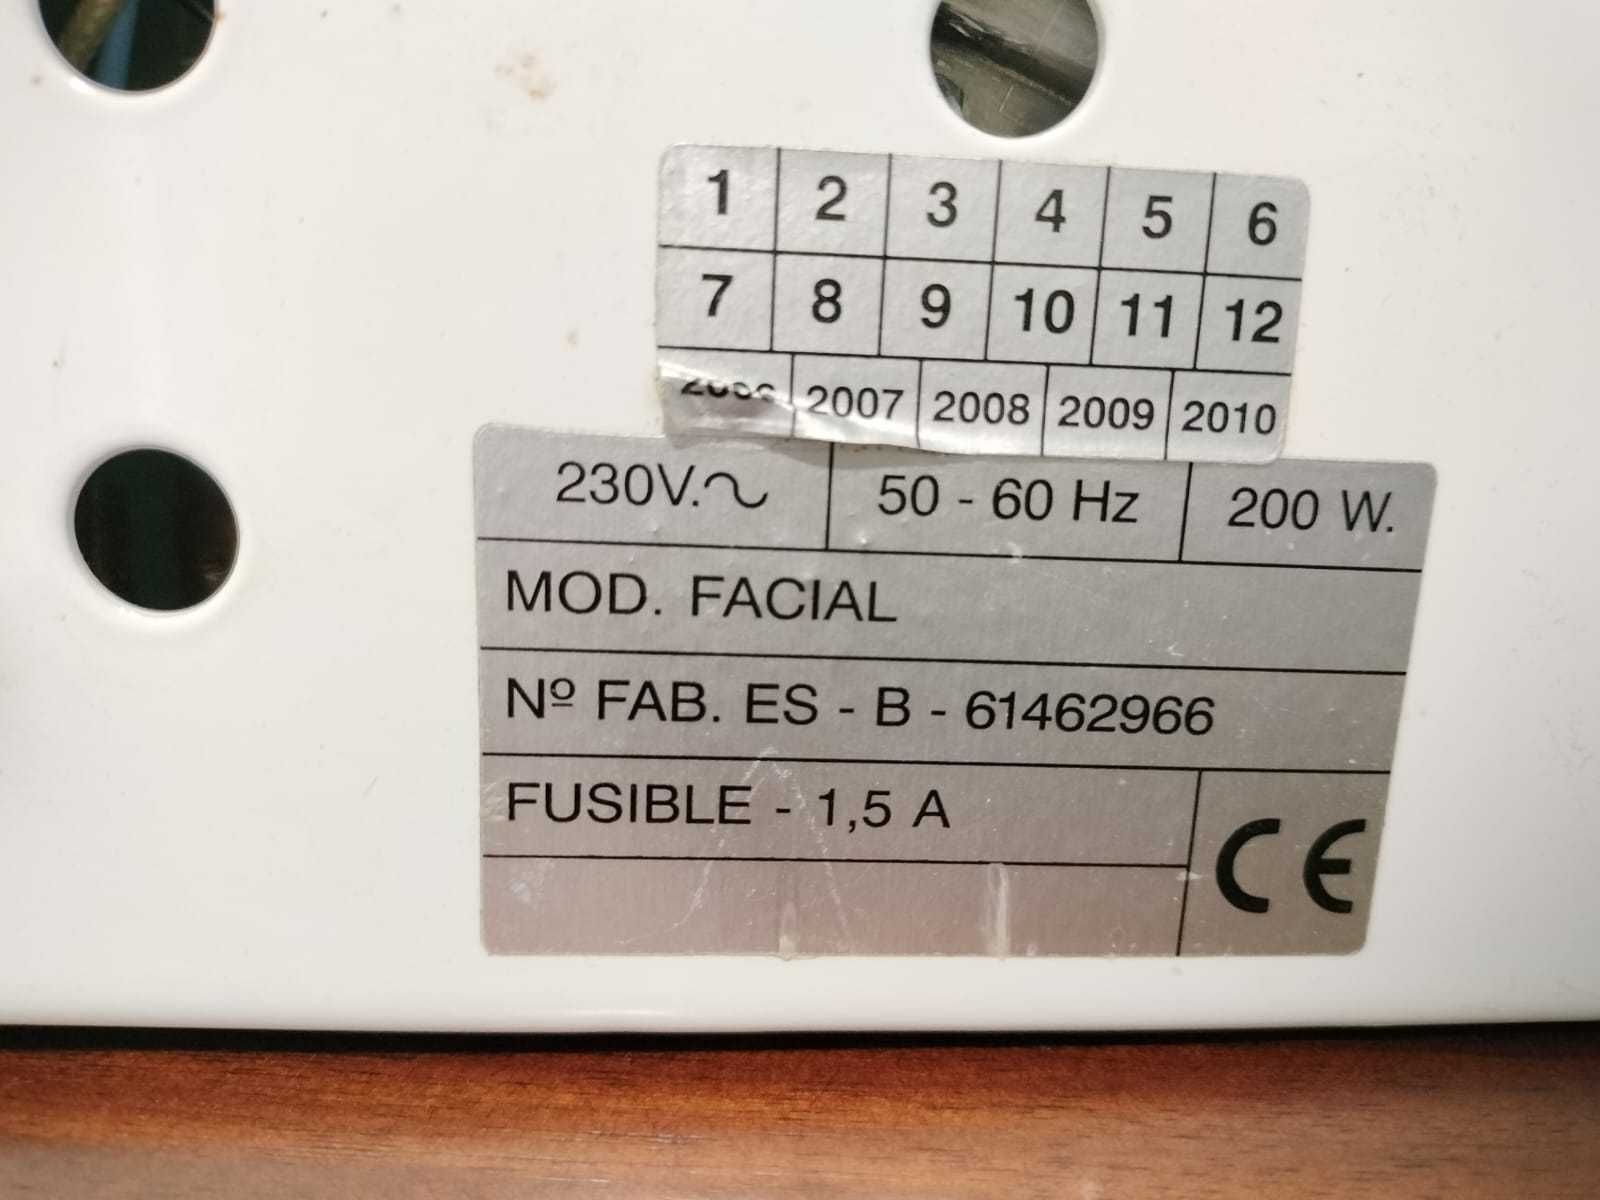 1 2 3 4 5 6
7 8 9 10 11 12
2007 2008 2009 2010
230V.∿ 50 - 60 Hz 200 W.
MOD. FACIAL
Nº FAB. ES - B - 61462966
FUSIBLE - 1,5 A
CE